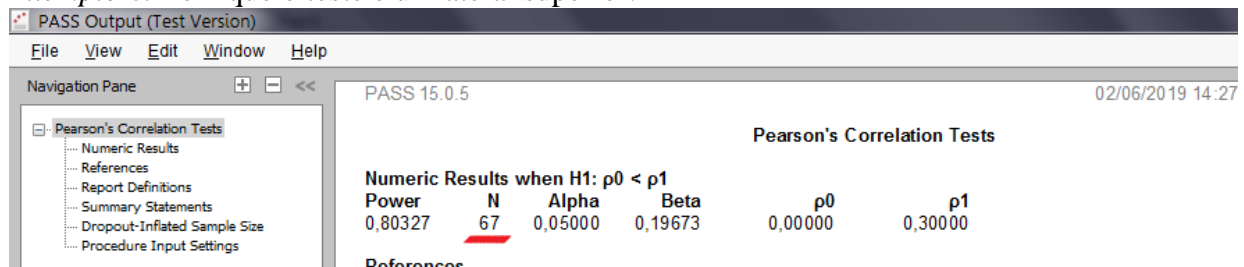 PASS Output (Test Version)
File View Edit Window Help
Navigation Pane <<
Pearson's Correlation Tests
Numeric Results
References
Report Definitions
Summary Statements
Dropout-Inflated Sample Size
Procedure Input Settings
PASS 15.0.5 02/06/2019 14:27
Pearson's Correlation Tests
Numeric Results when H1: ρ0 < ρ1
Power N Alpha Beta ρ0 ρ1
0,80327 67 0,05000 0,19673 0,00000 0,30000
References